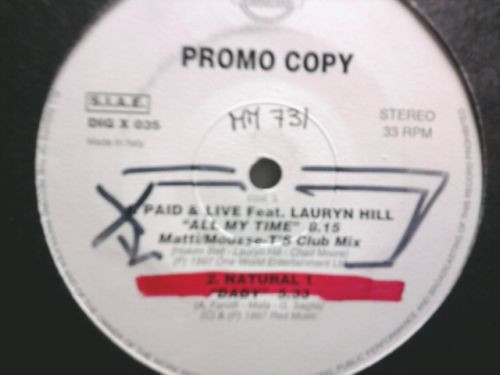 PROMO COPY
S.I.A.E.
DIG X 035
Made in Italy
MM 731
STEREO
33 RPM
SIDE A
PAID & LIVE Feat. LAURYN HILL
"ALL MY TIME" 8.15
Matti/Mousse-T'S Club Mix
(P) 1997 One World Entertainment Ltd
2. NATURAL 1
"BABY" 5.33
(C) & (P) 1997 Red Music